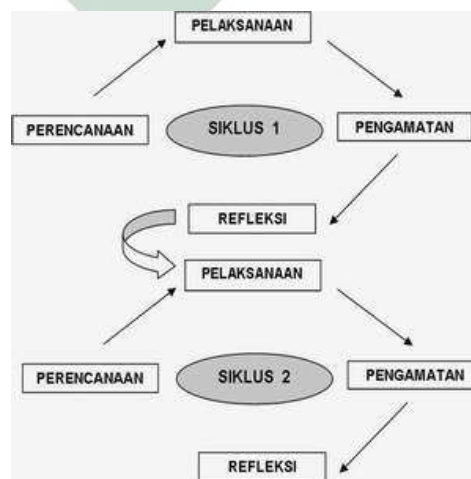 PELAKSANAAN
PERENCANAAN
SIKLUS 1
PENGAMATAN
REFLEKSI
PELAKSANAAN
PERENCANAAN
SIKLUS 2
PENGAMATAN
REFLEKSI